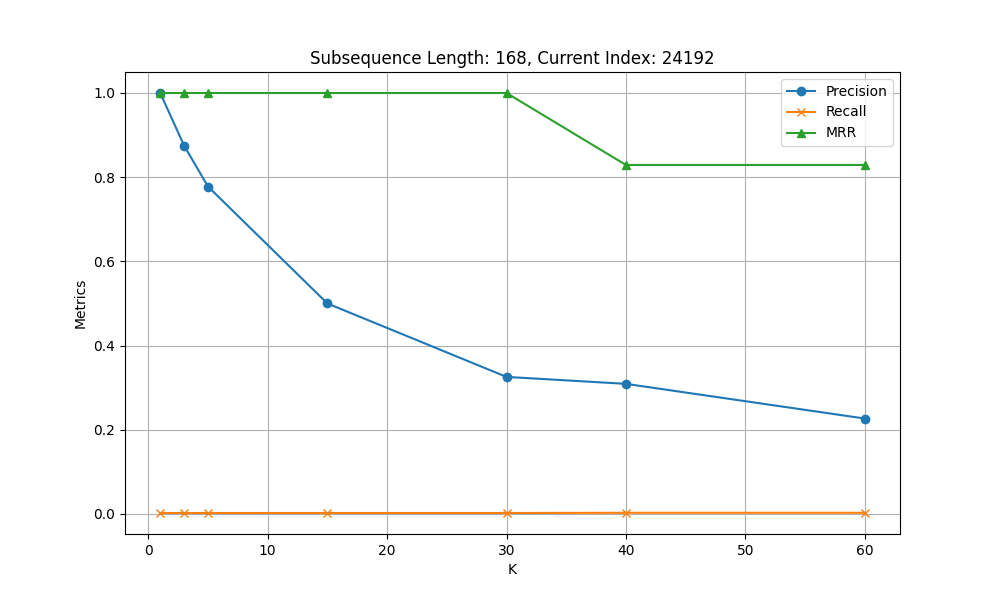 Subsequence Length: 168, Current Index: 24192
Precision
Recall
MRR
Metrics
1.0
0.8
0.6
0.4
0.2
0.0
0 10 20 30 40 50 60
K